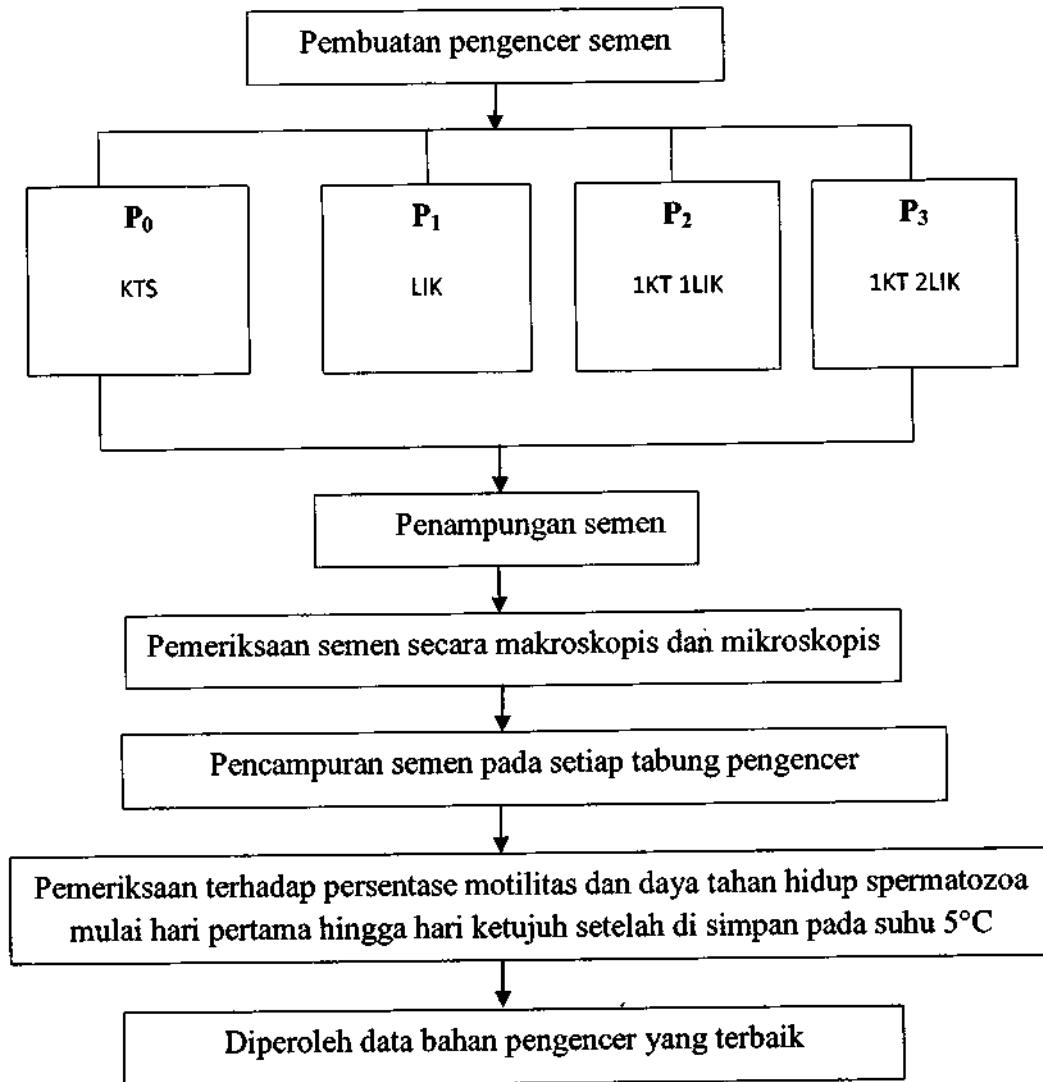 Pembuatan pengencer semen
P₀
KTS
P₁
LIK
P₂
1KT 1LIK
P₃
1KT 2LIK
Penampungan semen
Pemeriksaan semen secara makroskopis dan mikroskopis
Pencampuran semen pada setiap tabung pengencer
Pemeriksaan terhadap persentase motilitas dan daya tahan hidup spermatozoa
mulai hari pertama hingga hari ketujuh setelah di simpan pada suhu 5°C
Diperoleh data bahan pengencer yang terbaik